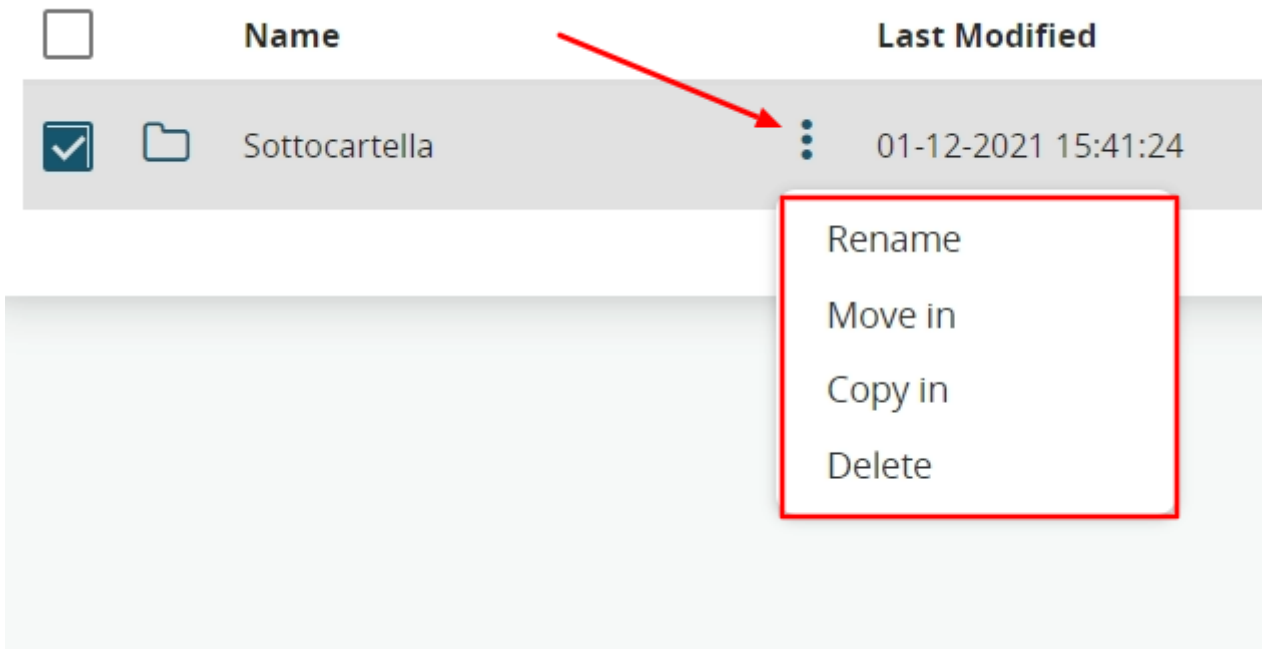 Name Last Modified
Sottocartella 01-12-2021 15:41:24
Rename
Move in
Copy in
Delete